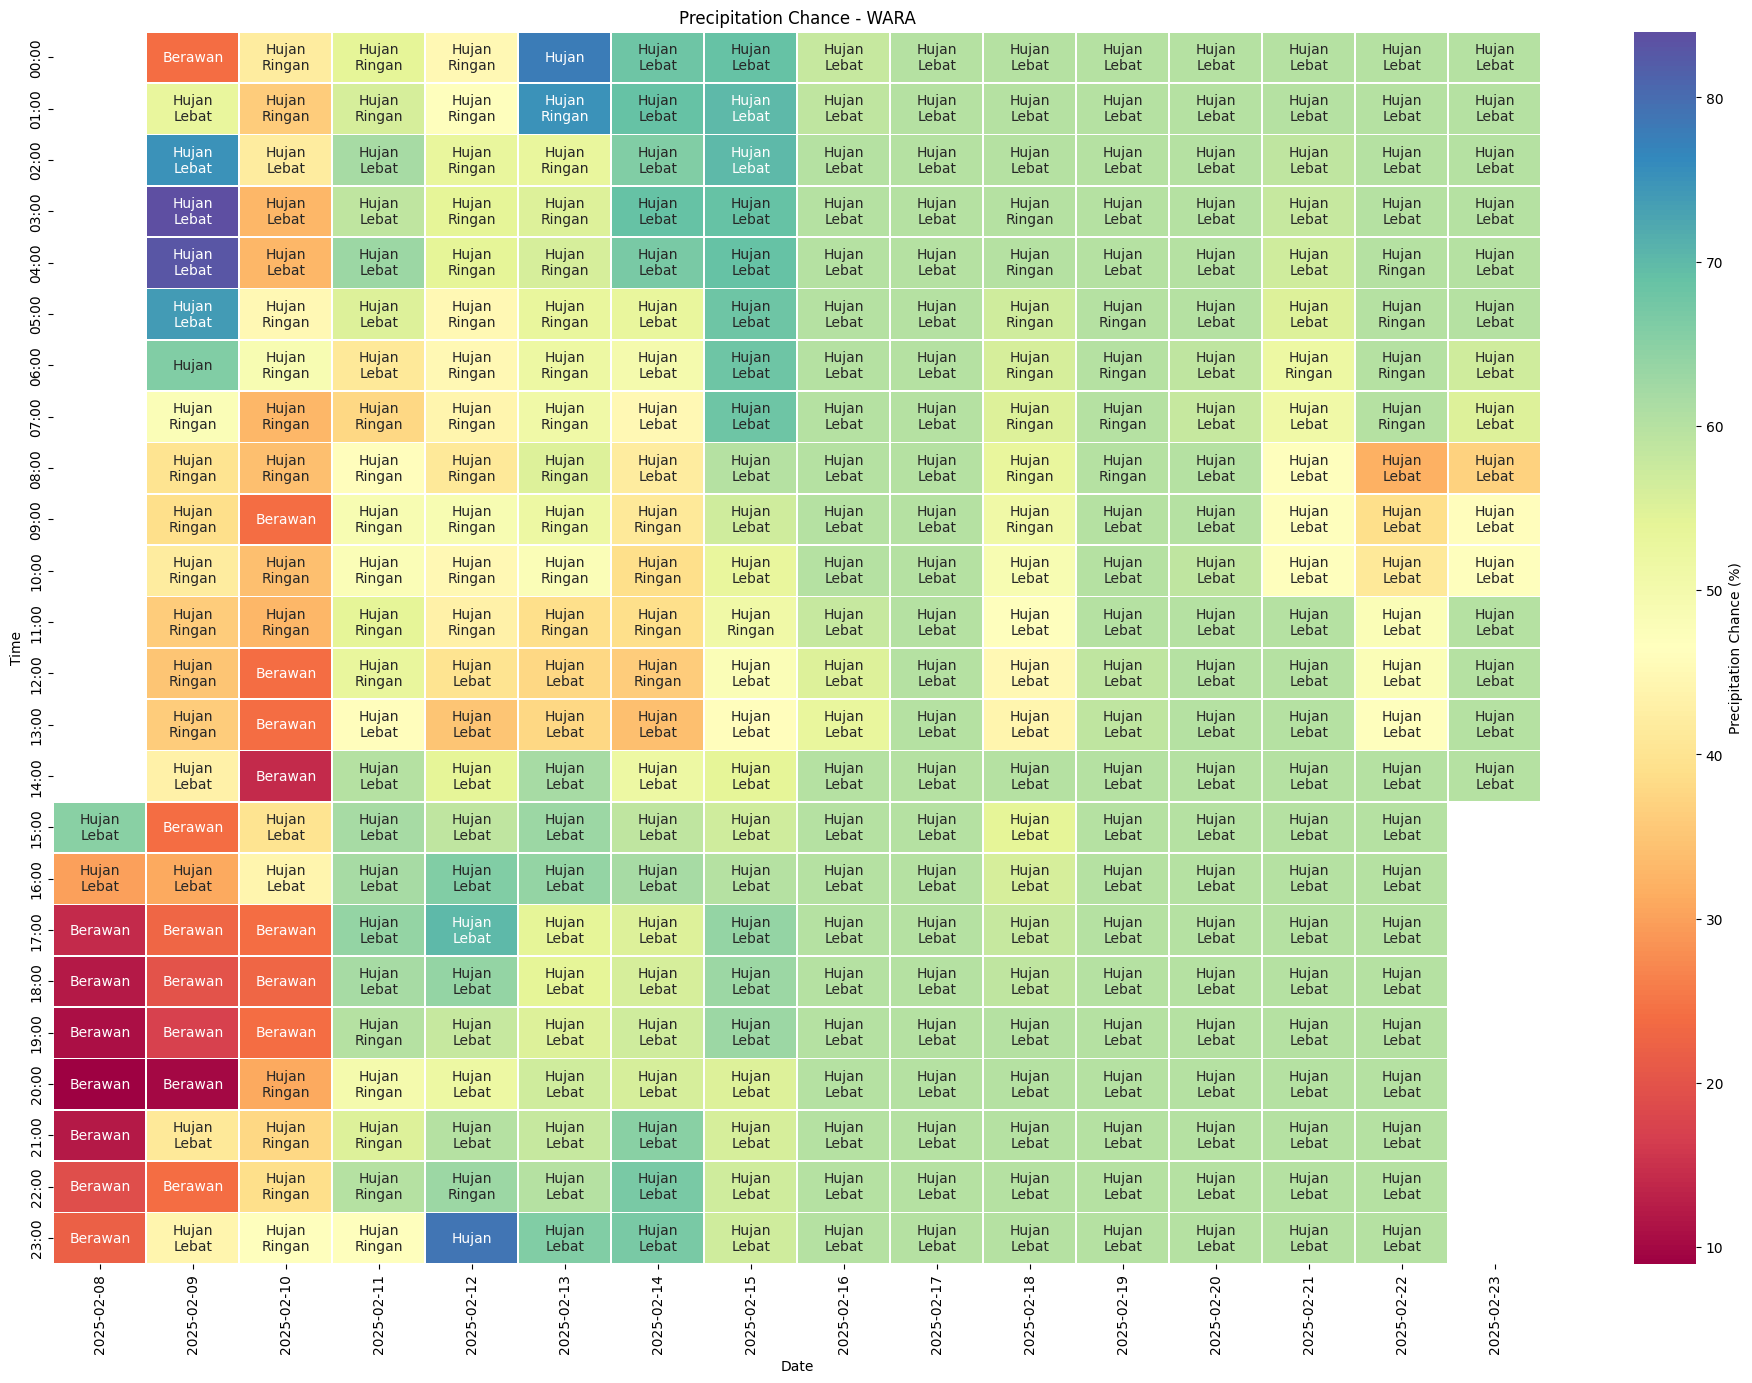 Precipitation Chance - WARA
00:00 Berawan Hujan Ringan Hujan Ringan Hujan Ringan Hujan Hujan Lebat Hujan Lebat Hujan Lebat Hujan Lebat Hujan Lebat Hujan Lebat Hujan Lebat Hujan Lebat Hujan Lebat Hujan Lebat
01:00 Hujan Lebat Hujan Ringan Hujan Ringan Hujan Ringan Hujan Ringan Hujan Lebat Hujan Lebat Hujan Lebat Hujan Lebat Hujan Lebat Hujan Lebat Hujan Lebat Hujan Lebat Hujan Lebat Hujan Lebat
02:00 Hujan Lebat Hujan Lebat Hujan Lebat Hujan Ringan Hujan Ringan Hujan Lebat Hujan Lebat Hujan Lebat Hujan Lebat Hujan Lebat Hujan Lebat Hujan Lebat Hujan Lebat Hujan Lebat Hujan Lebat
03:00 Hujan Lebat Hujan Lebat Hujan Lebat Hujan Ringan Hujan Ringan Hujan Lebat Hujan Lebat Hujan Lebat Hujan Lebat Hujan Ringan Hujan Lebat Hujan Lebat Hujan Lebat Hujan Lebat Hujan Lebat
04:00 Hujan Lebat Hujan Lebat Hujan Lebat Hujan Ringan Hujan Ringan Hujan Lebat Hujan Lebat Hujan Lebat Hujan Lebat Hujan Ringan Hujan Lebat Hujan Lebat Hujan Lebat Hujan Ringan Hujan Lebat
05:00 Hujan Lebat Hujan Ringan Hujan Lebat Hujan Ringan Hujan Ringan Hujan Lebat Hujan Lebat Hujan Lebat Hujan Lebat Hujan Ringan Hujan Ringan Hujan Lebat Hujan Lebat Hujan Ringan Hujan Lebat
06:00 Hujan Hujan Ringan Hujan Lebat Hujan Ringan Hujan Ringan Hujan Lebat Hujan Lebat Hujan Lebat Hujan Lebat Hujan Ringan Hujan Ringan Hujan Lebat Hujan Ringan Hujan Ringan Hujan Lebat
07:00 Hujan Ringan Hujan Ringan Hujan Ringan Hujan Ringan Hujan Ringan Hujan Lebat Hujan Lebat Hujan Lebat Hujan Lebat Hujan Ringan Hujan Ringan Hujan Lebat Hujan Lebat Hujan Ringan Hujan Lebat
08:00 Hujan Ringan Hujan Ringan Hujan Ringan Hujan Ringan Hujan Ringan Hujan Lebat Hujan Lebat Hujan Lebat Hujan Lebat Hujan Ringan Hujan Ringan Hujan Lebat Hujan Lebat Hujan Lebat Hujan Lebat
09:00 Hujan Ringan Berawan Hujan Ringan Hujan Ringan Hujan Ringan Hujan Ringan Hujan Lebat Hujan Lebat Hujan Lebat Hujan Ringan Hujan Lebat Hujan Lebat Hujan Lebat Hujan Lebat Hujan Lebat
10:00 Hujan Ringan Hujan Ringan Hujan Ringan Hujan Ringan Hujan Ringan Hujan Ringan Hujan Lebat Hujan Lebat Hujan Lebat Hujan Lebat Hujan Lebat Hujan Lebat Hujan Lebat Hujan Lebat Hujan Lebat
11:00 Hujan Ringan Hujan Ringan Hujan Ringan Hujan Ringan Hujan Ringan Hujan Ringan Hujan Ringan Hujan Lebat Hujan Lebat Hujan Lebat Hujan Lebat Hujan Lebat Hujan Lebat Hujan Lebat Hujan Lebat
12:00 Hujan Ringan Berawan Hujan Ringan Hujan Lebat Hujan Lebat Hujan Ringan Hujan Lebat Hujan Lebat Hujan Lebat Hujan Lebat Hujan Lebat Hujan Lebat Hujan Lebat Hujan Lebat Hujan Lebat
13:00 Hujan Ringan Berawan Hujan Lebat Hujan Lebat Hujan Lebat Hujan Lebat Hujan Lebat Hujan Lebat Hujan Lebat Hujan Lebat Hujan Lebat Hujan Lebat Hujan Lebat Hujan Lebat Hujan Lebat
14:00 Hujan Lebat Berawan Hujan Lebat Hujan Lebat Hujan Lebat Hujan Lebat Hujan Lebat Hujan Lebat Hujan Lebat Hujan Lebat Hujan Lebat Hujan Lebat Hujan Lebat Hujan Lebat Hujan Lebat
15:00 Hujan Lebat Berawan Hujan Lebat Hujan Lebat Hujan Lebat Hujan Lebat Hujan Lebat Hujan Lebat Hujan Lebat Hujan Lebat Hujan Lebat Hujan Lebat Hujan Lebat Hujan Lebat Hujan Lebat
16:00 Hujan Lebat Hujan Lebat Hujan Lebat Hujan Lebat Hujan Lebat Hujan Lebat Hujan Lebat Hujan Lebat Hujan Lebat Hujan Lebat Hujan Lebat Hujan Lebat Hujan Lebat Hujan Lebat Hujan Lebat
17:00 Berawan Berawan Berawan Hujan Lebat Hujan Lebat Hujan Lebat Hujan Lebat Hujan Lebat Hujan Lebat Hujan Lebat Hujan Lebat Hujan Lebat Hujan Lebat Hujan Lebat Hujan Lebat
18:00 Berawan Berawan Berawan Hujan Lebat Hujan Lebat Hujan Lebat Hujan Lebat Hujan Lebat Hujan Lebat Hujan Lebat Hujan Lebat Hujan Lebat Hujan Lebat Hujan Lebat Hujan Lebat
19:00 Berawan Berawan Berawan Hujan Ringan Hujan Lebat Hujan Lebat Hujan Lebat Hujan Lebat Hujan Lebat Hujan Lebat Hujan Lebat Hujan Lebat Hujan Lebat Hujan Lebat Hujan Lebat
20:00 Berawan Berawan Hujan Ringan Hujan Ringan Hujan Lebat Hujan Lebat Hujan Lebat Hujan Lebat Hujan Lebat Hujan Lebat Hujan Lebat Hujan Lebat Hujan Lebat Hujan Lebat Hujan Lebat
21:00 Berawan Hujan Lebat Hujan Ringan Hujan Ringan Hujan Lebat Hujan Lebat Hujan Lebat Hujan Lebat Hujan Lebat Hujan Lebat Hujan Lebat Hujan Lebat Hujan Lebat Hujan Lebat Hujan Lebat
22:00 Berawan Berawan Hujan Ringan Hujan Ringan Hujan Ringan Hujan Lebat Hujan Lebat Hujan Lebat Hujan Lebat Hujan Lebat Hujan Lebat Hujan Lebat Hujan Lebat Hujan Lebat Hujan Lebat
23:00 Berawan Hujan Lebat Hujan Ringan Hujan Ringan Hujan Hujan Lebat Hujan Lebat Hujan Lebat Hujan Lebat Hujan Lebat Hujan Lebat Hujan Lebat Hujan Lebat Hujan Lebat Hujan Lebat
Time
2025-02-08 2025-02-09 2025-02-10 2025-02-11 2025-02-12 2025-02-13 2025-02-14 2025-02-15 2025-02-16 2025-02-17 2025-02-18 2025-02-19 2025-02-20 2025-02-21 2025-02-22 2025-02-23
Date
80
70
60
50
40
30
20
10
Precipitation Chance (%)